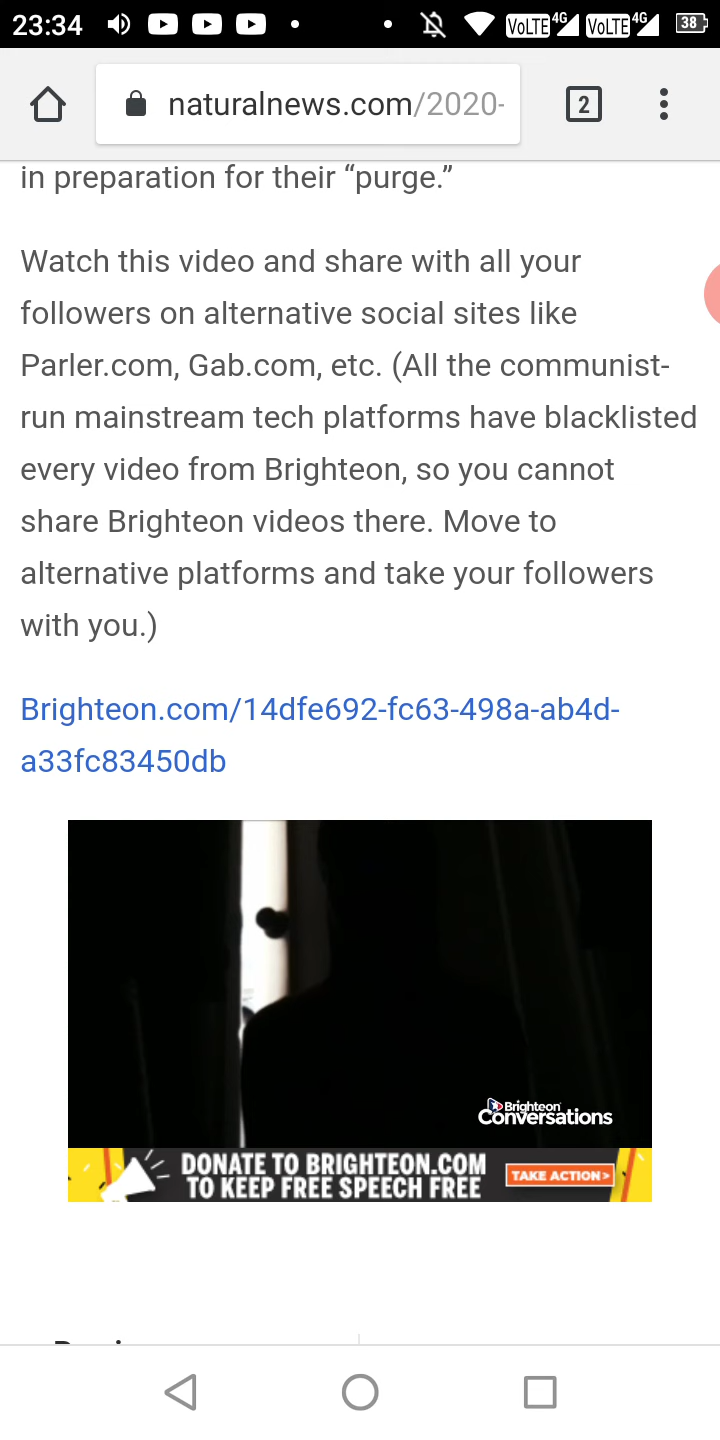 23:34
VoLTE 4G VoLTE 4G 38
naturalnews.com/2020-
2
in preparation for their “purge.”
Watch this video and share with all your
followers on alternative social sites like
Parler.com, Gab.com, etc. (All the communist-
run mainstream tech platforms have blacklisted
every video from Brighteon, so you cannot
share Brighteon videos there. Move to
alternative platforms and take your followers
with you.)
Brighteon.com/14dfe692-fc63-498a-ab4d-
a33fc83450db
Brighteon
Conversations
DONATE TO BRIGHTEON.COM
TO KEEP FREE SPEECH FREE
TAKE ACTION>